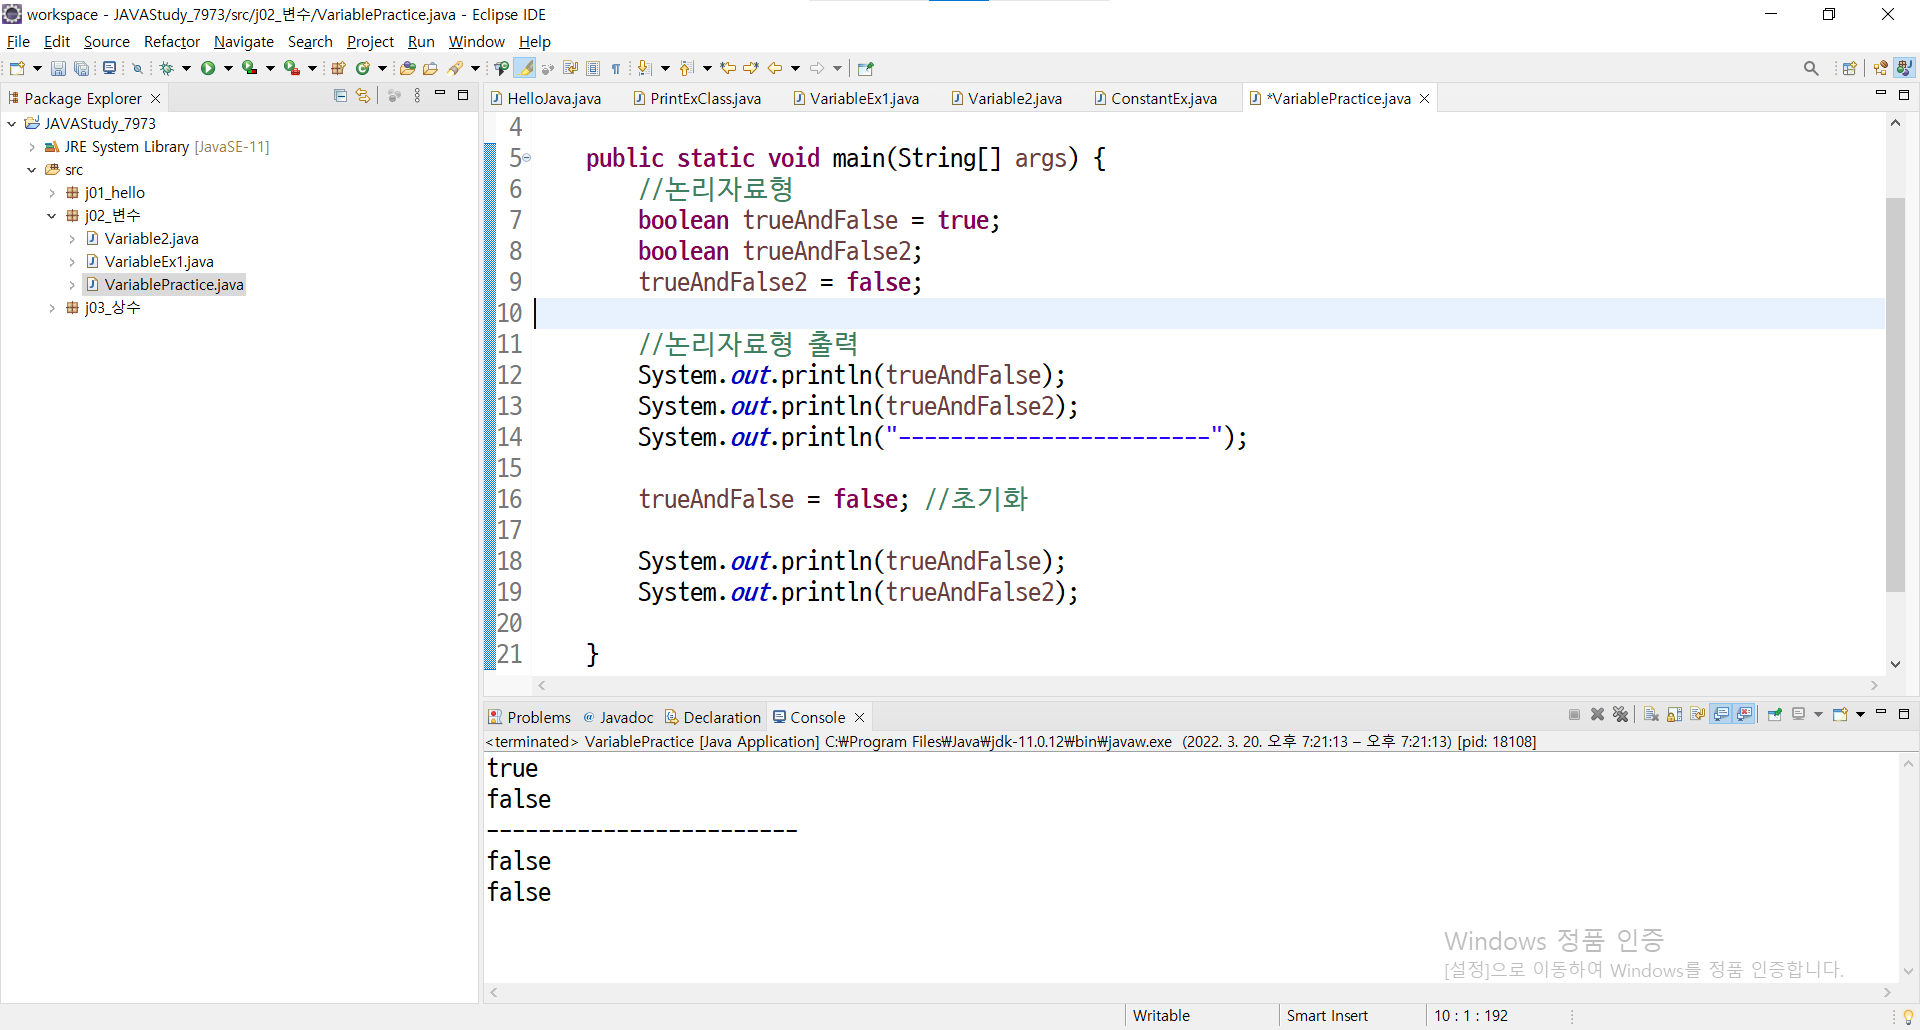 workspace - JAVAStudy_7973/src/j02_변수/VariablePractice.java - Eclipse IDE
File Edit Source Refactor Navigate Search Project Run Window Help
Package Explorer
JAVAStudy_7973
JRE System Library [JavaSE-11]
src
j01_hello
j02_변수
Variable2.java
VariableEx1.java
VariablePractice.java
j03_상수
HelloJava.java PrintExClass.java VariableEx1.java Variable2.java ConstantEx.java *VariablePractice.java
4
5 public static void main(String[] args) {
6 //논리자료형
7 boolean trueAndFalse = true;
8 boolean trueAndFalse2;
9 trueAndFalse2 = false;
10
11 //논리자료형 출력
12 System.out.println(trueAndFalse);
13 System.out.println(trueAndFalse2);
14 System.out.println("------------------------");
15
16 trueAndFalse = false; //초기화
17
18 System.out.println(trueAndFalse);
19 System.out.println(trueAndFalse2);
20
21 }
Problems @ Javadoc Declaration Console
<terminated> VariablePractice [Java Application] C:₩Program Files₩Java₩jdk-11.0.12₩bin₩javaw.exe (2022. 3. 20. 오후 7:21:13 – 오후 7:21:13) [pid: 18108]
true
false
------------------------
false
false
Windows 정품 인증
[설정]으로 이동하여 Windows를 정품 인증합니다.
Writable Smart Insert 10 : 1 : 192